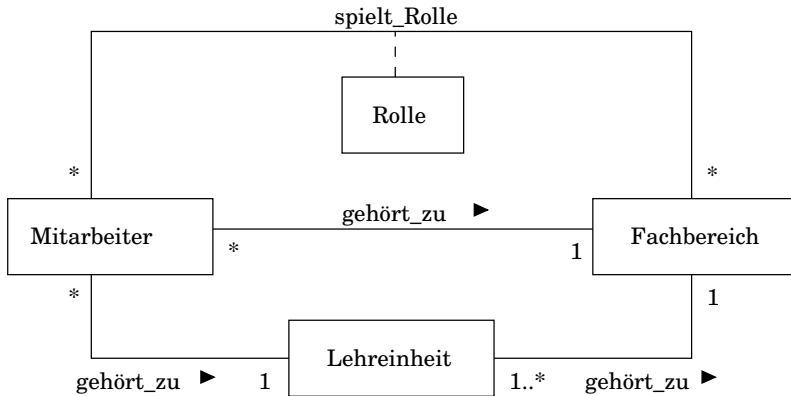 spielt_Rolle
Rolle
* *
gehört_zu ►
Mitarbeiter Fachbereich
* 1
* 1
Lehreinheit
gehört_zu ► 1 1..* gehört_zu ►